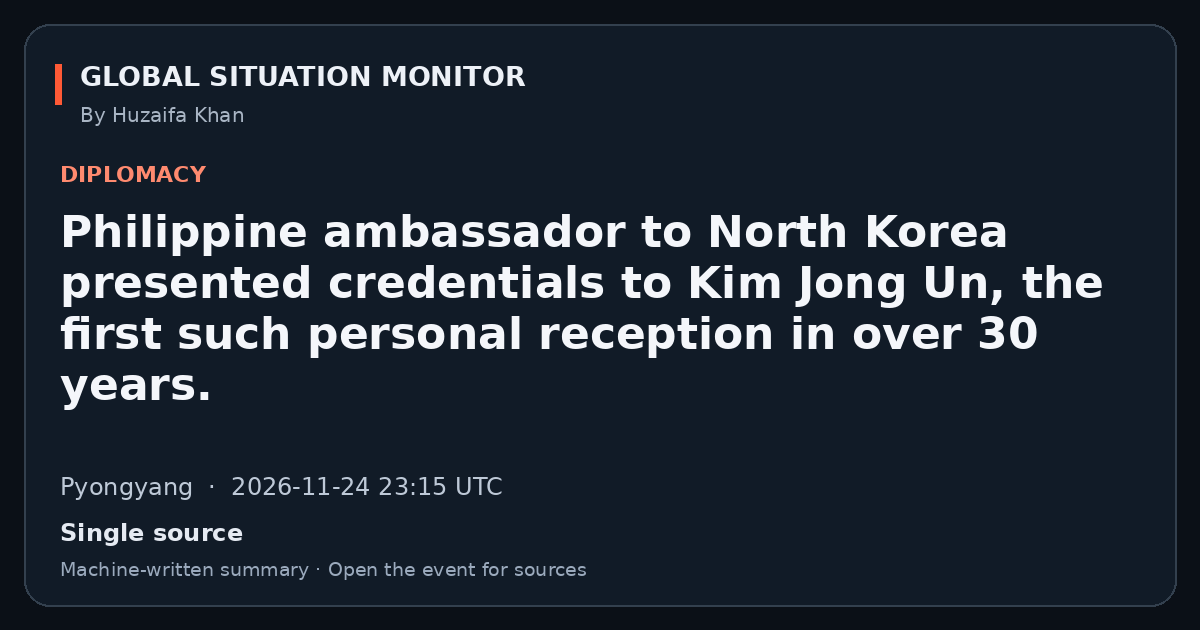 GLOBAL SITUATION MONITOR
By Huzaifa Khan
DIPLOMACY
Philippine ambassador to North Korea
presented credentials to Kim Jong Un, the
first such personal reception in over 30
years.
Pyongyang · 2026-11-24 23:15 UTC
Single source
Machine-written summary · Open the event for sources